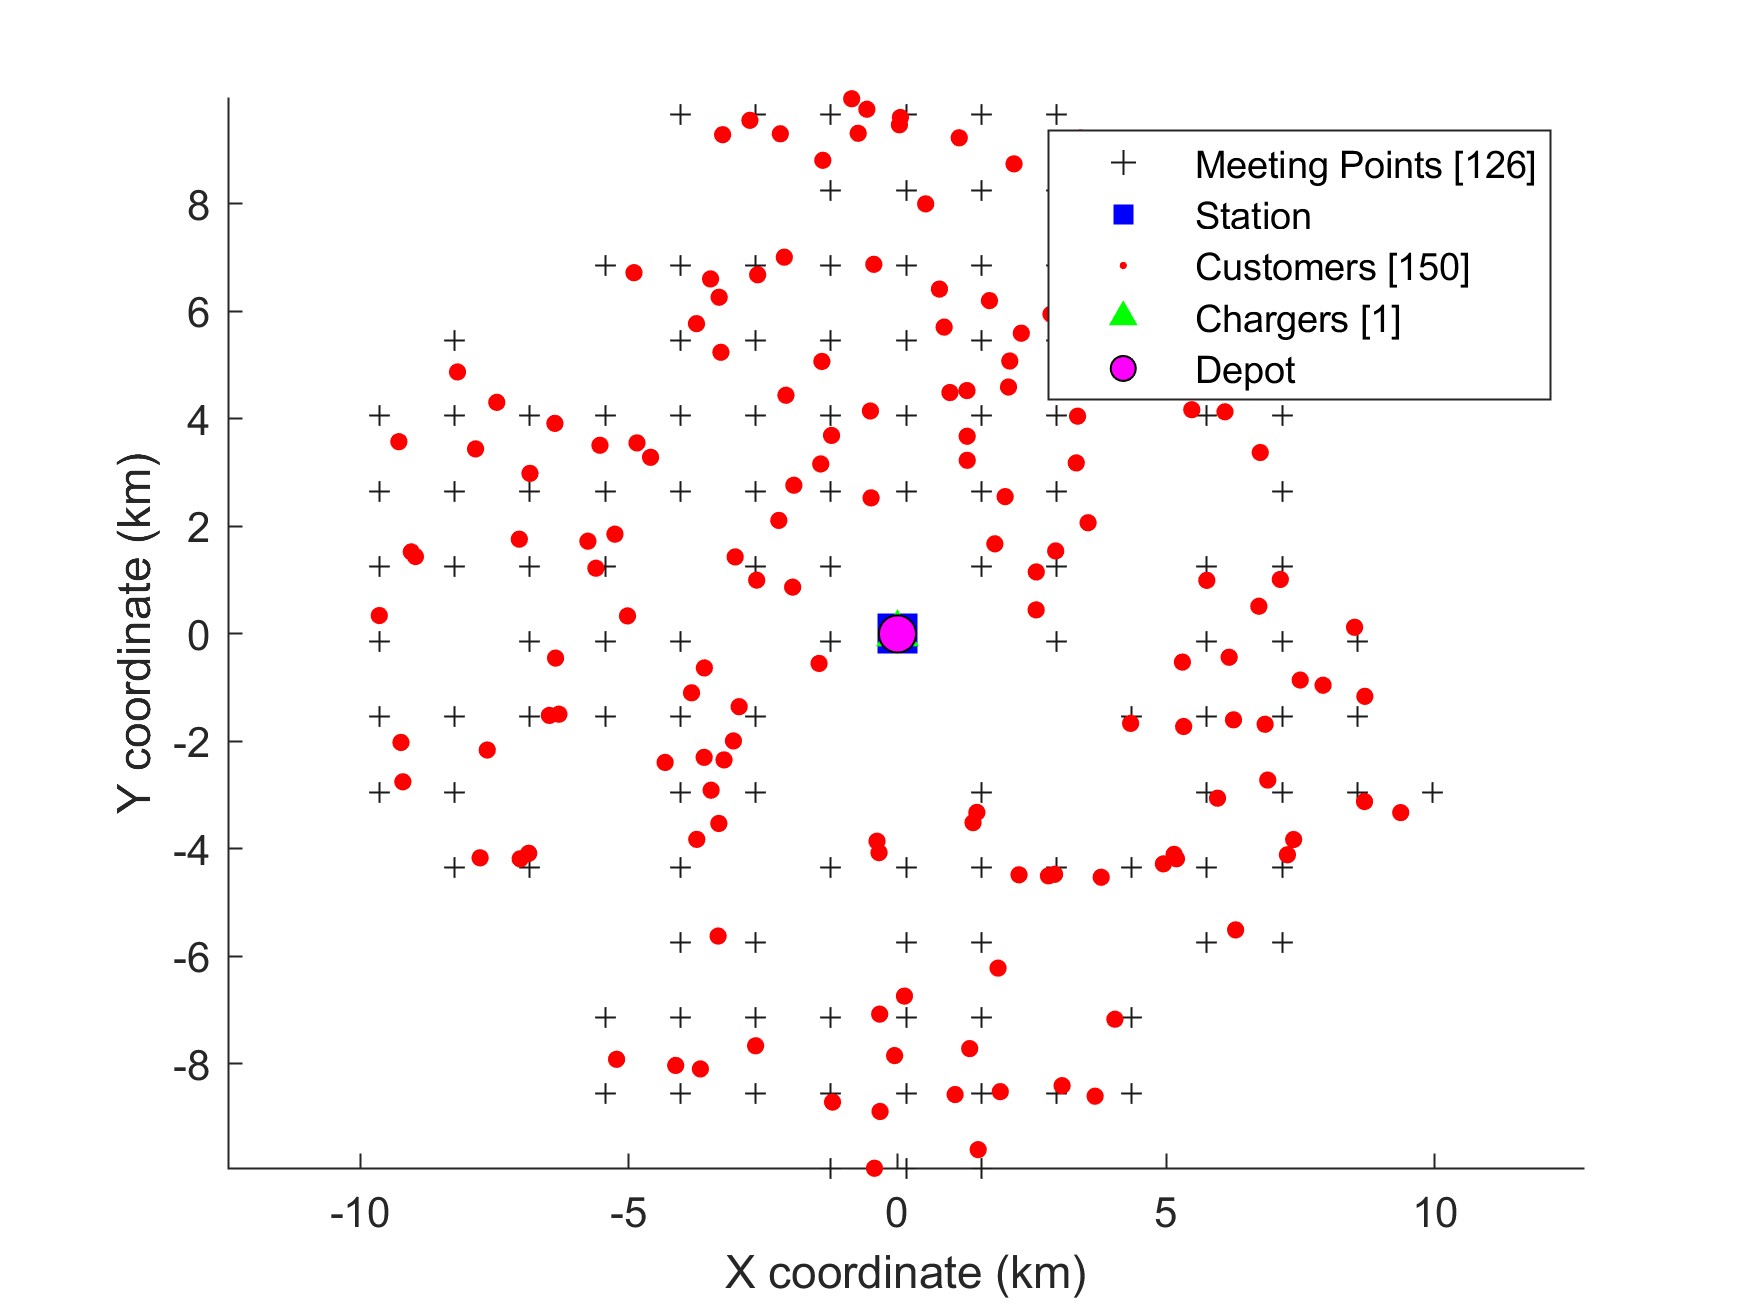 Meeting Points [126]
Station
Customers [150]
Chargers [1]
Depot
8
6
4
2
0
-2
-4
-6
-8
Y coordinate (km)
-10 -5 0 5 10
X coordinate (km)